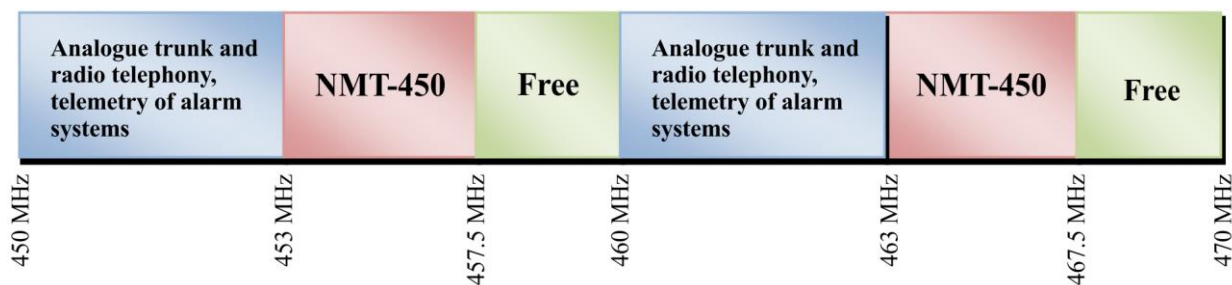 Analogue trunk and
radio telephony,
telemetry of alarm
systems
NMT-450
Free
Analogue trunk and
radio telephony,
telemetry of alarm
systems
NMT-450
Free
450 MHz
453 MHz
457.5 MHz
460 MHz
463 MHz
467.5 MHz
470 MHz